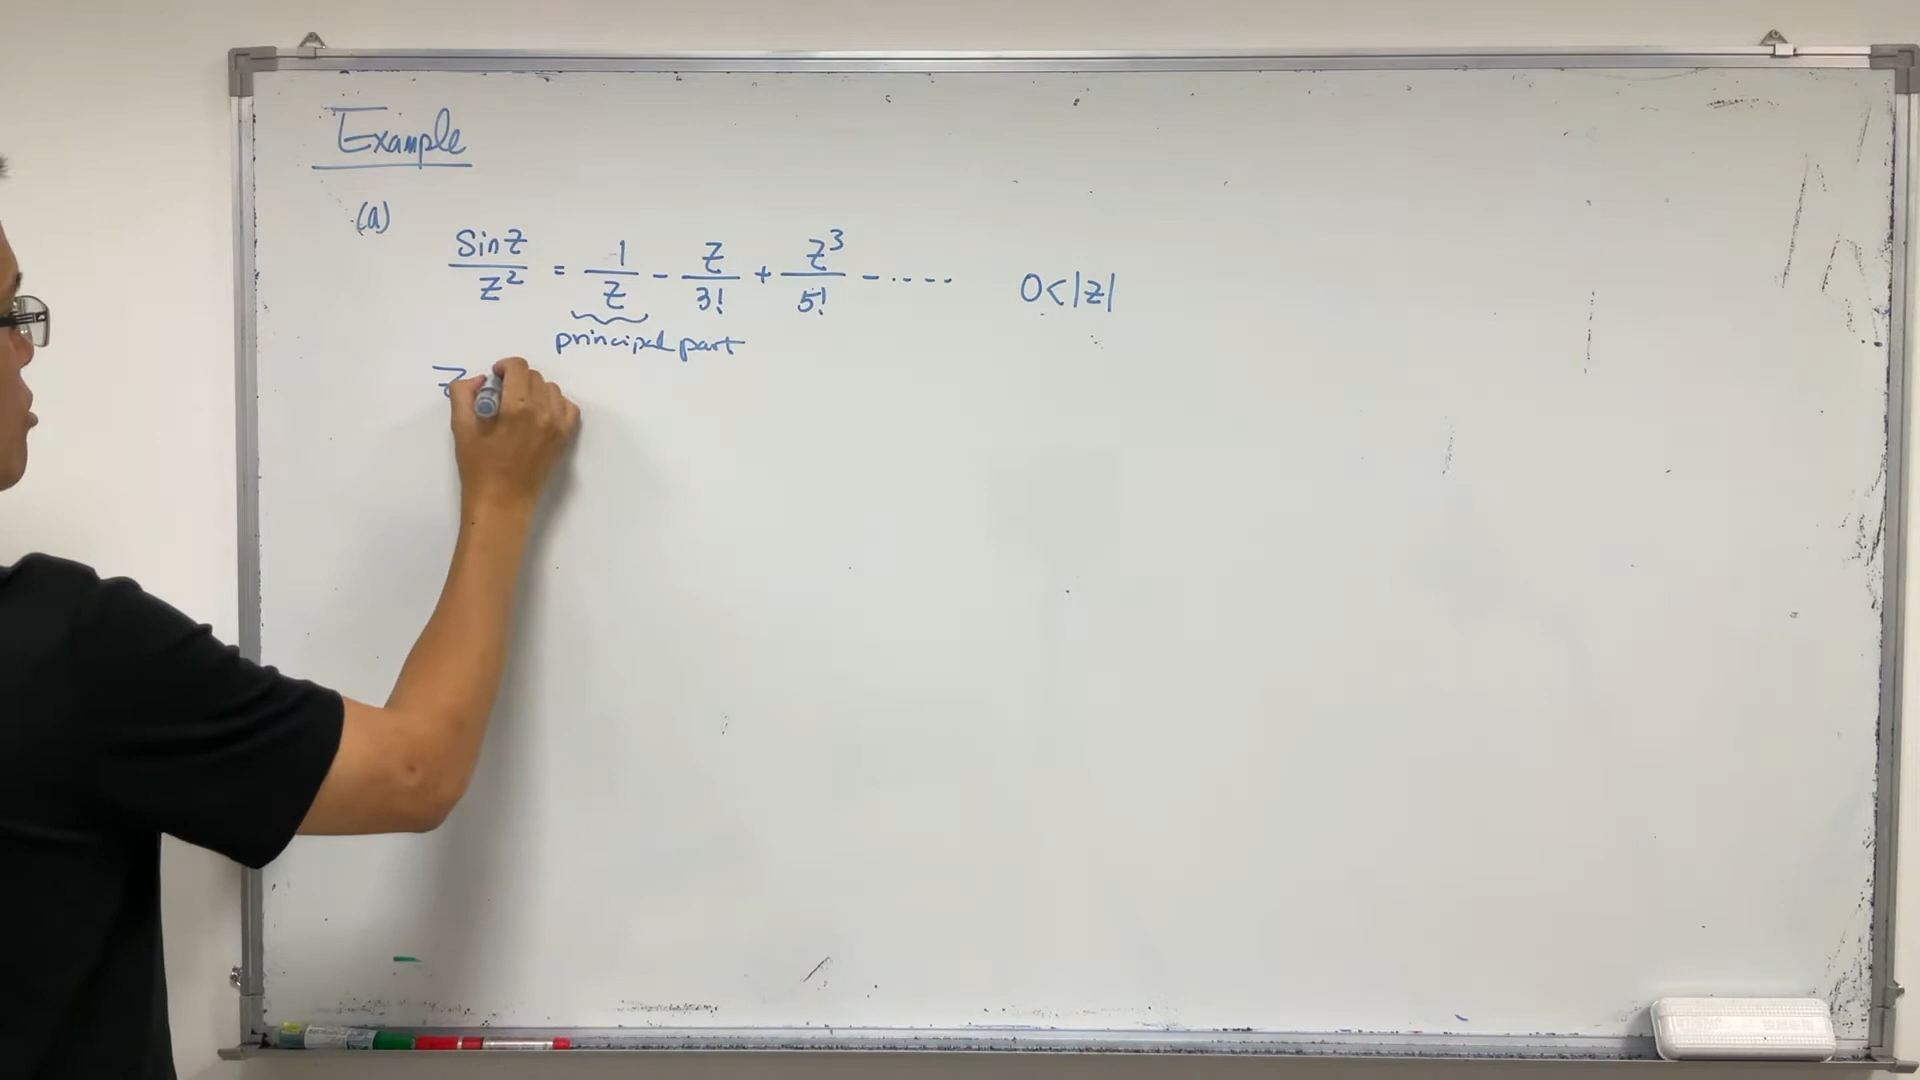 Example
(a)
sin z / z² = 1/z - z/3! + z³/5! - ..... 0<|z|
principal part
z